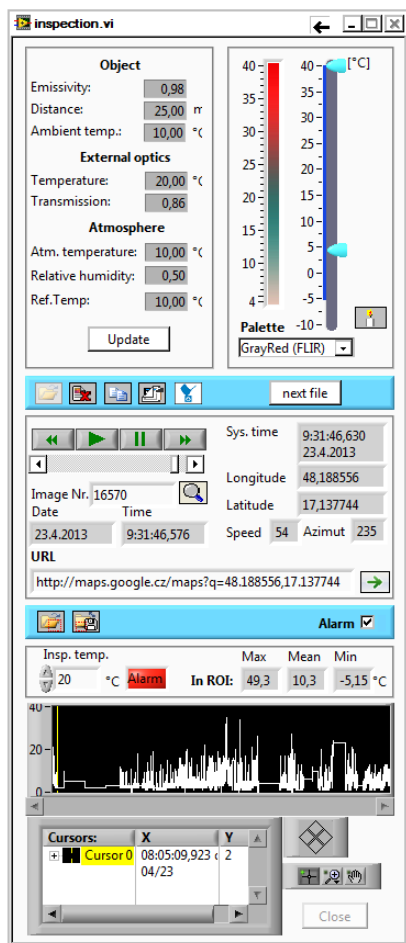 inspection.vi
Object
Emissivity: 0,98
Distance: 25,00 m
Ambient temp.: 10,00 °C
External optics
Temperature: 20,00 °C
Transmission: 0,86
Atmosphere
Atm. temperature: 10,00 °C
Relative humidity: 0,50
Ref.Temp: 10,00 °C
Update
40
35
30
25
20
15
10
4
[°C]
40
35
30
25
20
15
10
5
0
-5
-10
Palette
GrayRed (FLIR)
next file
Sys. time 9:31:46,630
23.4.2013
Longitude 48,188556
Image Nr. 16570
Latitude 17,137744
Date Time
23.4.2013 9:31:46,576
Speed 54 Azimut 235
URL
http://maps.google.cz/maps?q=48.188556,17.137744
Alarm
Insp. temp. Max Mean Min
20 °C Alarm In ROI: 49,3 10,3 -5,15 °C
40
20
0
Cursors: X Y
Cursor 0 08:05:09,923 2
04/23
Close